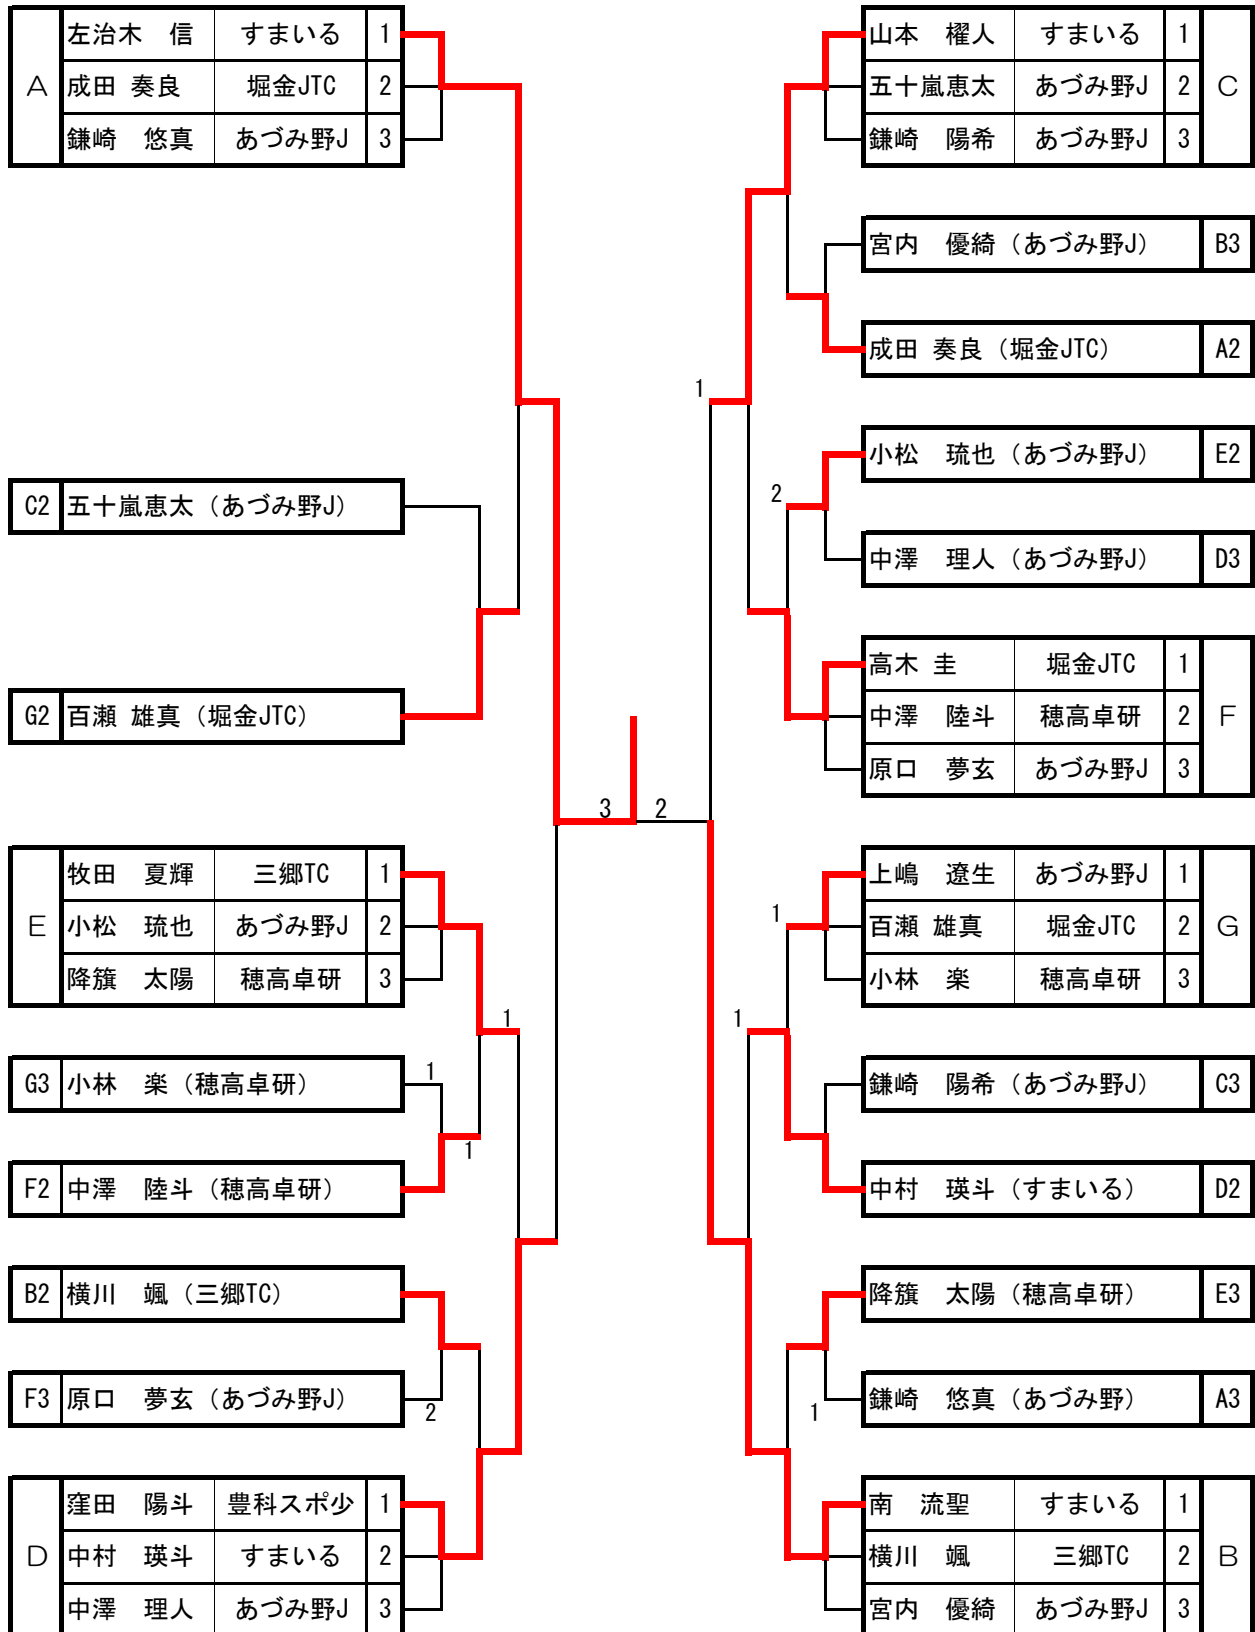 A
左治木　信 すまいる 1
成田 奏良 堀金JTC 2
鎌崎　悠真 あづみ野J 3
C2 五十嵐恵太（あづみ野J）
G2 百瀬 雄真（堀金JTC）
E
牧田　夏輝 三郷TC 1
小松　琉也 あづみ野J 2
降籏　太陽 穂高卓研 3
1
G3 小林　楽（穂高卓研） 1
1
F2 中澤　陸斗（穂高卓研）
B2 横川　颯（三郷TC）
F3 原口　夢玄（あづみ野J） 2
D
窪田　陽斗 豊科スポ少 1
中村　瑛斗 すまいる 2
中澤　理人 あづみ野J 3
3 2
山本　櫂人 すまいる 1
五十嵐恵太 あづみ野J 2
鎌崎　陽希 あづみ野J 3
C
宮内　優綺（あづみ野J） B3
成田 奏良（堀金JTC） A2
1
小松　琉也（あづみ野J） E2
2
中澤　理人（あづみ野J） D3
高木 圭 堀金JTC 1
中澤　陸斗 穂高卓研 2
原口　夢玄 あづみ野J 3
F
上嶋　遼生 あづみ野J 1
百瀬 雄真 堀金JTC 2
小林　楽 穂高卓研 3
G
1
1
鎌崎　陽希（あづみ野J） C3
中村　瑛斗（すまいる） D2
降籏　太陽（穂高卓研） E3
1
鎌崎　悠真（あづみ野） A3
南　流聖 すまいる 1
横川　颯 三郷TC 2
宮内　優綺 あづみ野J 3
B